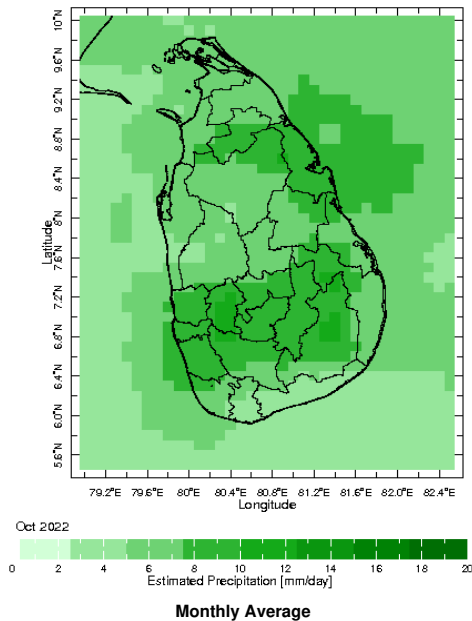 10°N
9.6°N
9.2°N
8.8°N
8.4°N
8°N
7.6°N
7.2°N
6.8°N
6.4°N
6.0°N
5.6°N
Latitude
79.2°E 79.6°E 80°E 80.4°E 80.8°E 81.2°E 81.6°E 82.0°E 82.4°E
Longitude
Oct 2022
0 2 4 6 8 10 12 14 16 18 20
Estimated Precipitation [mm/day]
Monthly Average